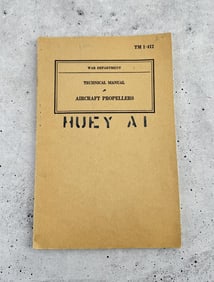 TM 1-412
WAR DEPARTMENT
TECHNICAL MANUAL
AIRCRAFT PROPELLERS
HUEY A1